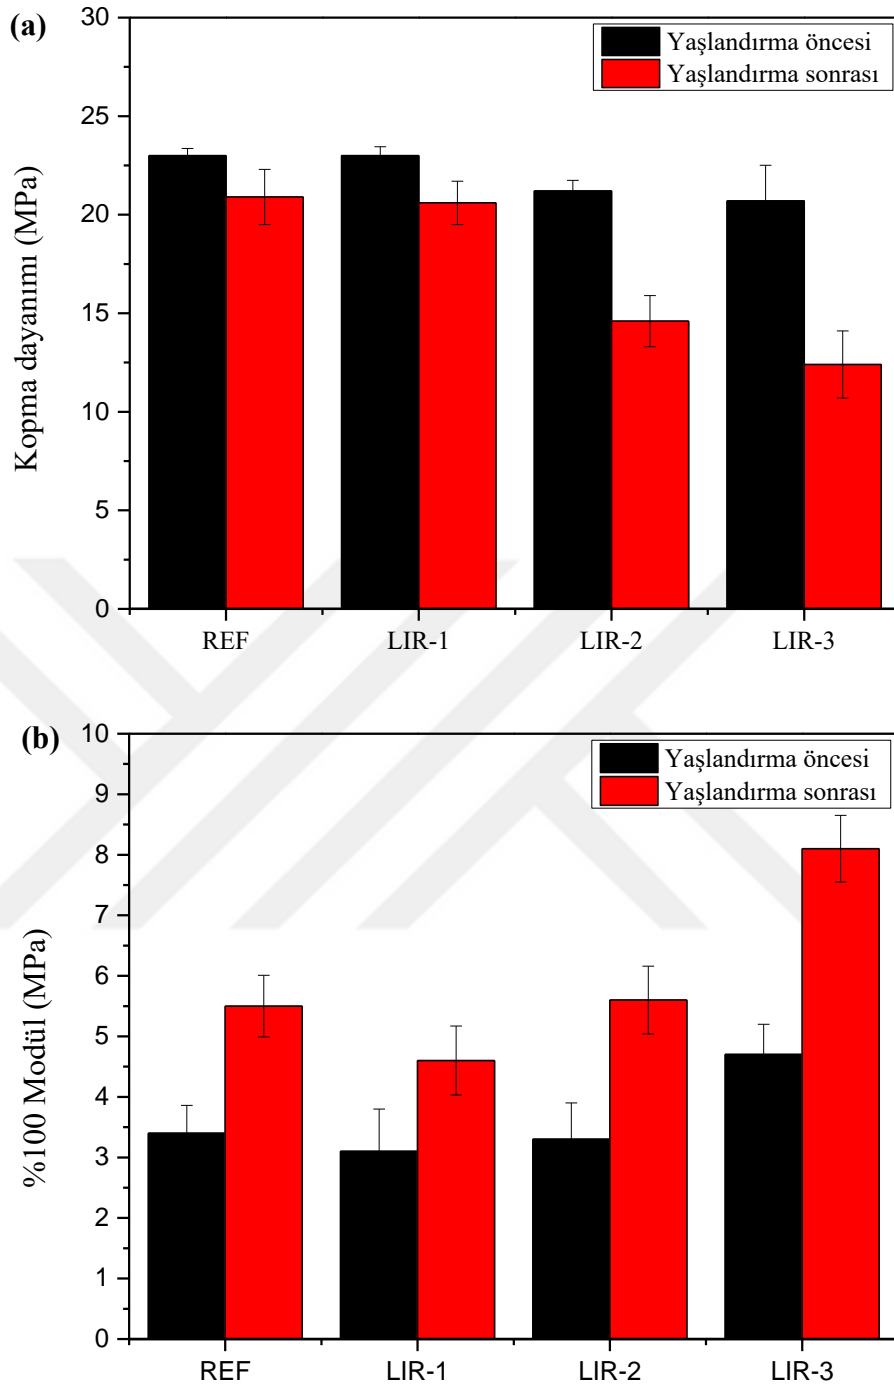 (a)
30
25
20
15
10
5
0
Kopma dayanımı (MPa)
Yaşlandırma öncesi
Yaşlandırma sonrası
REF LIR-1 LIR-2 LIR-3
(b)
10
9
8
7
6
5
4
3
2
1
0
%100 Modül (MPa)
Yaşlandırma öncesi
Yaşlandırma sonrası
REF LIR-1 LIR-2 LIR-3